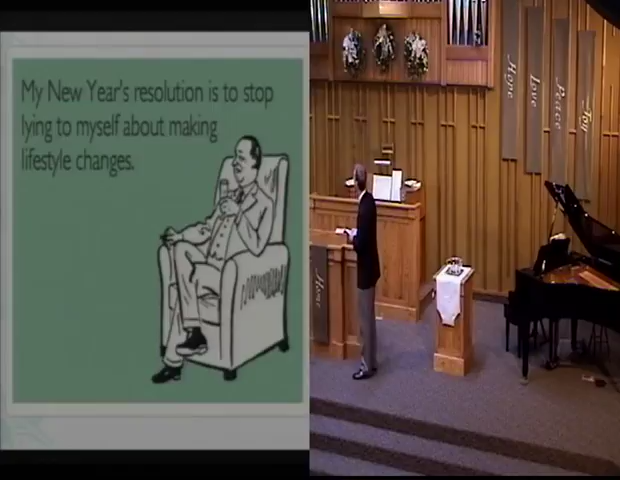 My New Year's resolution is to stop
lying to myself about making
lifestyle changes.
Hope
Love
Peace
Joy